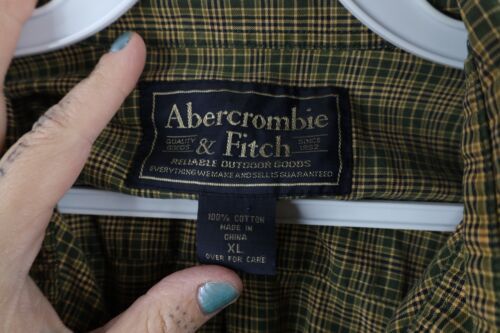 Abercrombie
QUALITY GOODS & Fitch SINCE 1892
RELIABLE OUTDOOR GOODS
EVERYTHING WE MAKE AND SELL IS GUARANTEED
100% COTTON
MADE IN
CHINA
XL
OVER FOR CARE